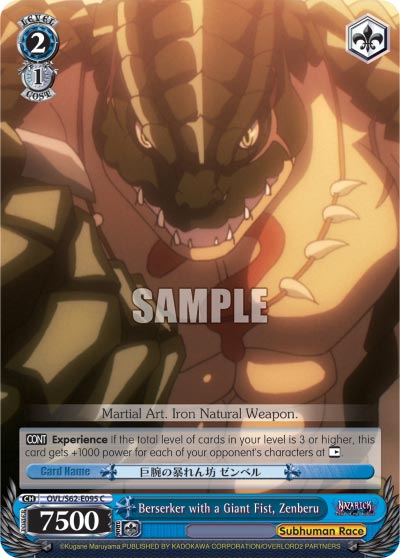 LEVEL
2
1
COST
SAMPLE
Martial Art. Iron Natural Weapon.
CONT Experience If the total level of cards in your level is 3 or higher, this
card gets +1000 power for each of your opponent's characters at
Card Name 巨腕の暴れん坊 ゼンベル
CH OVL/S62-E095 C
Berserker with a Giant Fist, Zenberu
NAZARICK
7500
Subhuman Race
©Kugane Maruyama,PUBLISHED BY KADOKAWA CORPORATION/OVERLORD2 PARTNERS